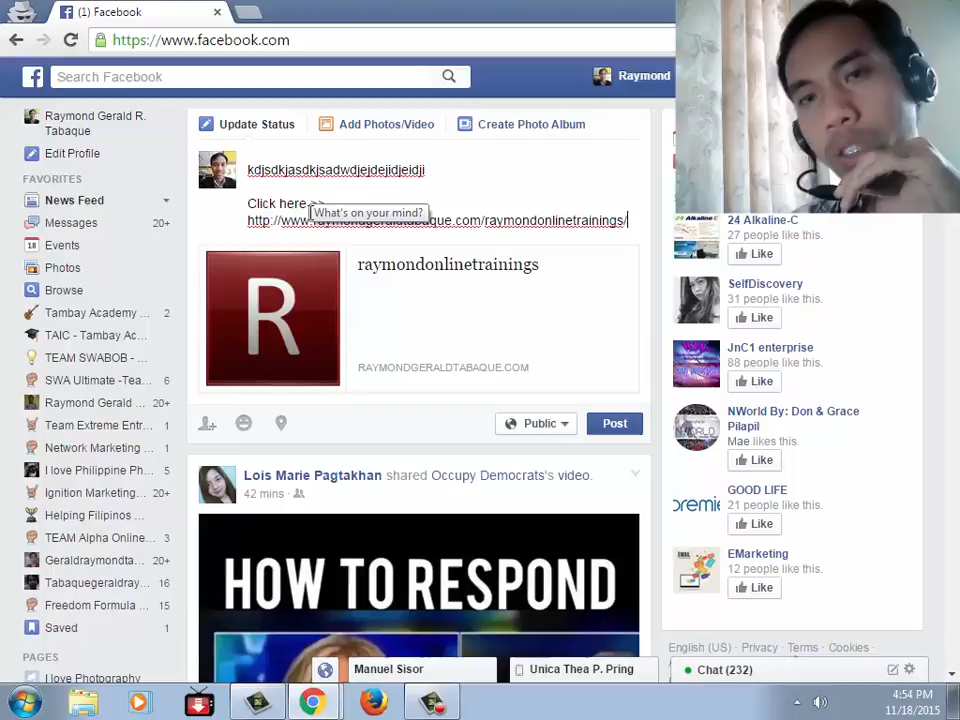 (1) Facebook
https://www.facebook.com
Search Facebook
Raymond
Raymond Gerald R.
Tabaque
Edit Profile
FAVORITES
News Feed
Messages 20+
Events
18
Photos
Browse
Tambay Academy ... 2
TAIC - Tambay Ac...
TEAM SWABOB - ...
SWA Ultimate -Tea... 6
Raymond Gerald ... 20+
Team Extreme Entr... 1
Network Marketing ... 1
I love Philippine Ph... 5
Ignition Marketing... 20+
Helping Filipinos ...
TEAM Alpha Online... 3
Geraldraymondta... 20+
Tabaquegeraldray... 16
Freedom Formula ... 15
Saved 1
PAGES
I love Photography
Update Status
Add Photos/Video
Create Photo Album
kdjsdkjasdkjsadwdjejdejidjeidji
Click here >>
What's on your mind?
http://www.raymondgeraldtabaque.com/raymondonlinetrainings/
R
raymondonlinetrainings
RAYMONDGERALDTABAQUE.COM
Public
Post
Lois Marie Pagtakhan shared Occupy Democrats's video.
42 mins
HOW TO RESPOND
24 Alkaline-C
27 people like this.
Like
SelfDiscovery
31 people like this.
Like
JnC1 enterprise
88 people like this.
Like
NWorld By: Don & Grace
Pilapil
Mae likes this.
Like
GOOD LIFE
21 people like this.
Like
EMarketing
12 people like this.
Like
English (US) · Privacy · Terms · Cookies ·
Manuel Sisor
Unica Thea P. Pring
Chat (232)
4:54 PM
11/18/2015